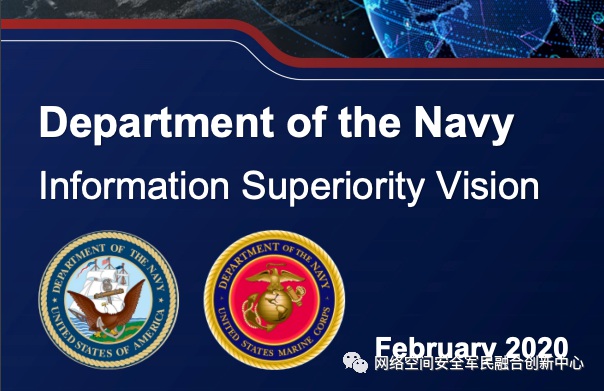 Department of the Navy
Information Superiority Vision
DEPARTMENT OF THE NAVY
UNITED STATES OF AMERICA
DEPARTMENT OF THE NAVY
UNITED STATES MARINE CORPS
February 2020
网络空间安全军民融合创新中心